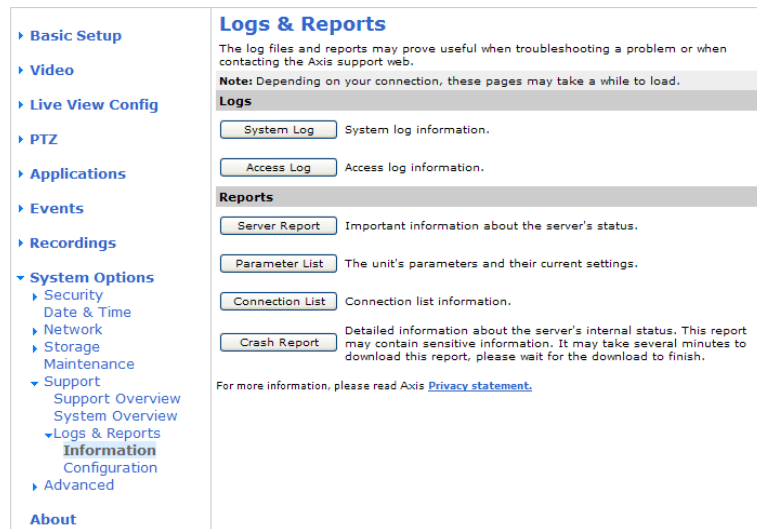 Basic Setup
Video
Live View Config
PTZ
Applications
Events
Recordings
System Options
Security
Date & Time
Network
Storage
Maintenance
Support
Support Overview
System Overview
Logs & Reports
Information
Configuration
Advanced
About
Logs & Reports
The log files and reports may prove useful when troubleshooting a problem or when
contacting the Axis support web.
Note: Depending on your connection, these pages may take a while to load.
Logs
System Log System log information.
Access Log Access log information.
Reports
Server Report Important information about the server's status.
Parameter List The unit's parameters and their current settings.
Connection List Connection list information.
Crash Report Detailed information about the server's internal status. This report
may contain sensitive information. It may take several minutes to
download this report, please wait for the download to finish.
For more information, please read Axis Privacy statement.